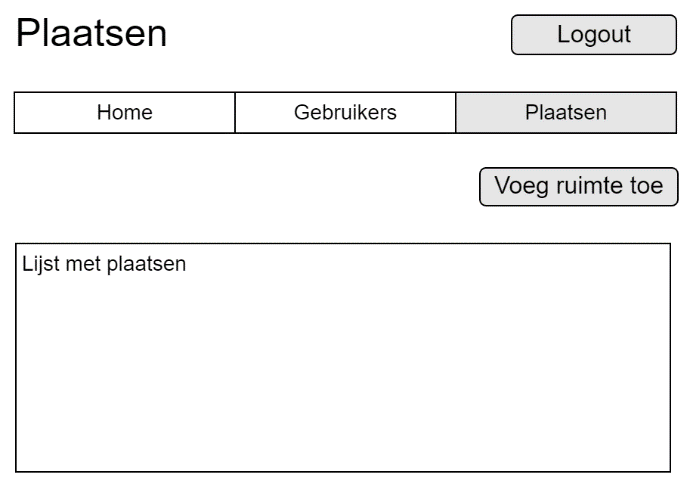 Plaatsen
Logout
Home
Gebruikers
Plaatsen
Voeg ruimte toe
Lijst met plaatsen